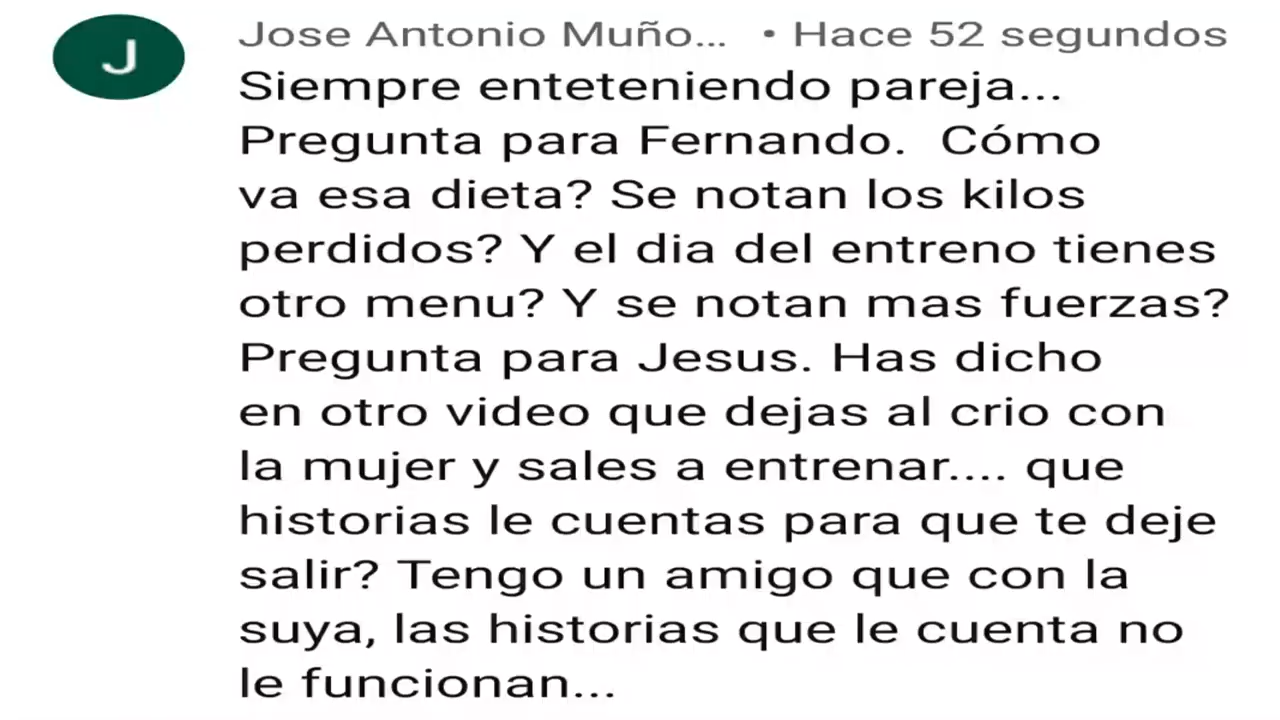 J
Jose Antonio Muño... • Hace 52 segundos
Siempre enteteniendo pareja...
Pregunta para Fernando.  Cómo
va esa dieta? Se notan los kilos
perdidos? Y el dia del entreno tienes
otro menu? Y se notan mas fuerzas?
Pregunta para Jesus. Has dicho
en otro video que dejas al crio con
la mujer y sales a entrenar.... que
historias le cuentas para que te deje
salir? Tengo un amigo que con la
suya, las historias que le cuenta no
le funcionan...